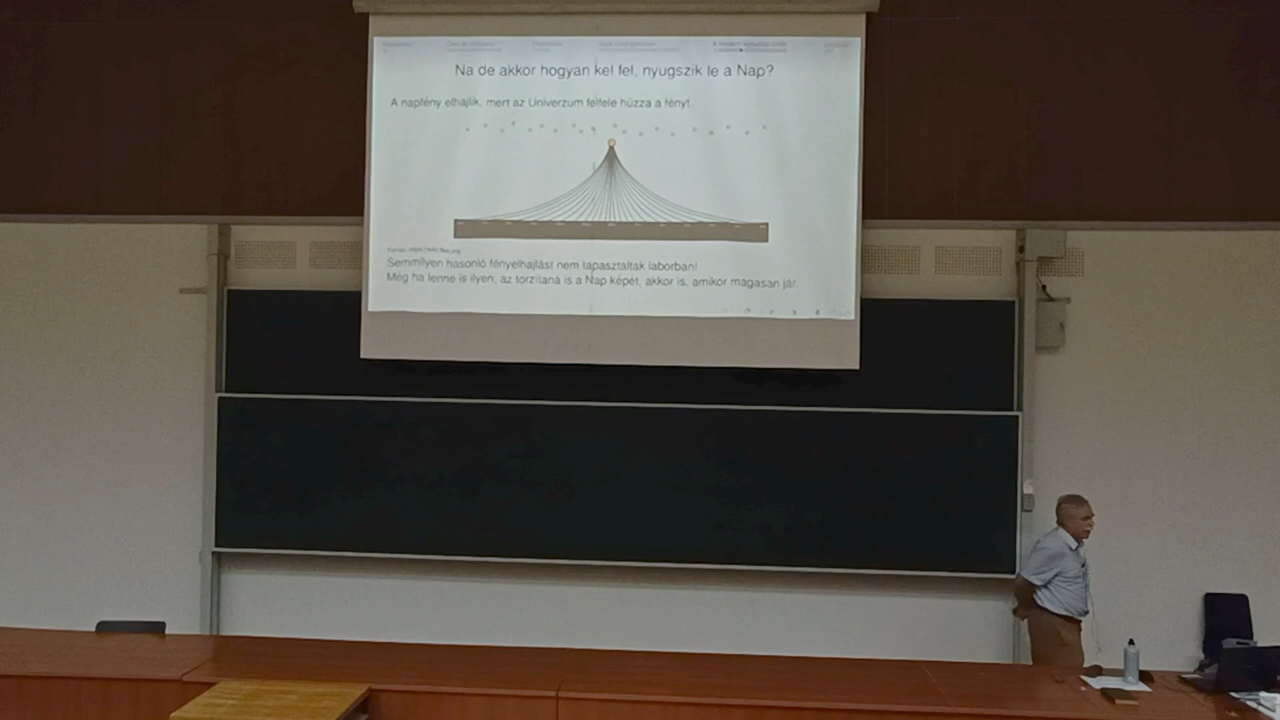 Na de akkor hogyan kel fel, nyugszik le a Nap?
A napfény elhajlik, mert az Univerzum felfele húzza a fényt.
Semmilyen hasonló fényelhajlást nem tapasztaltak laborban!
Még ha lenne is ilyen, az torzítaná is a Nap képét, akkor is, amikor magasan jár.